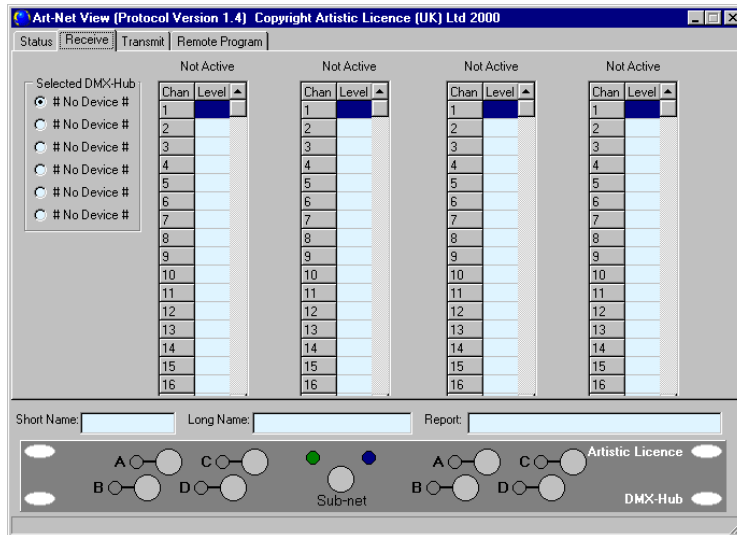 Art-Net View (Protocol Version 1.4) Copyright Artistic Licence (UK) Ltd 2000
Status Receive Transmit Remote Program
Not Active Not Active Not Active Not Active
Selected DMX-Hub
# No Device #
# No Device #
# No Device #
# No Device #
# No Device #
# No Device #
Chan Level Chan Level Chan Level Chan Level
1 1 1 1
2 2 2 2
3 3 3 3
4 4 4 4
5 5 5 5
6 6 6 6
7 7 7 7
8 8 8 8
9 9 9 9
10 10 10 10
11 11 11 11
12 12 12 12
13 13 13 13
14 14 14 14
15 15 15 15
16 16 16 16
Short Name: Long Name: Report:
A C A C Artistic Licence
B D Sub-net B D DMX-Hub